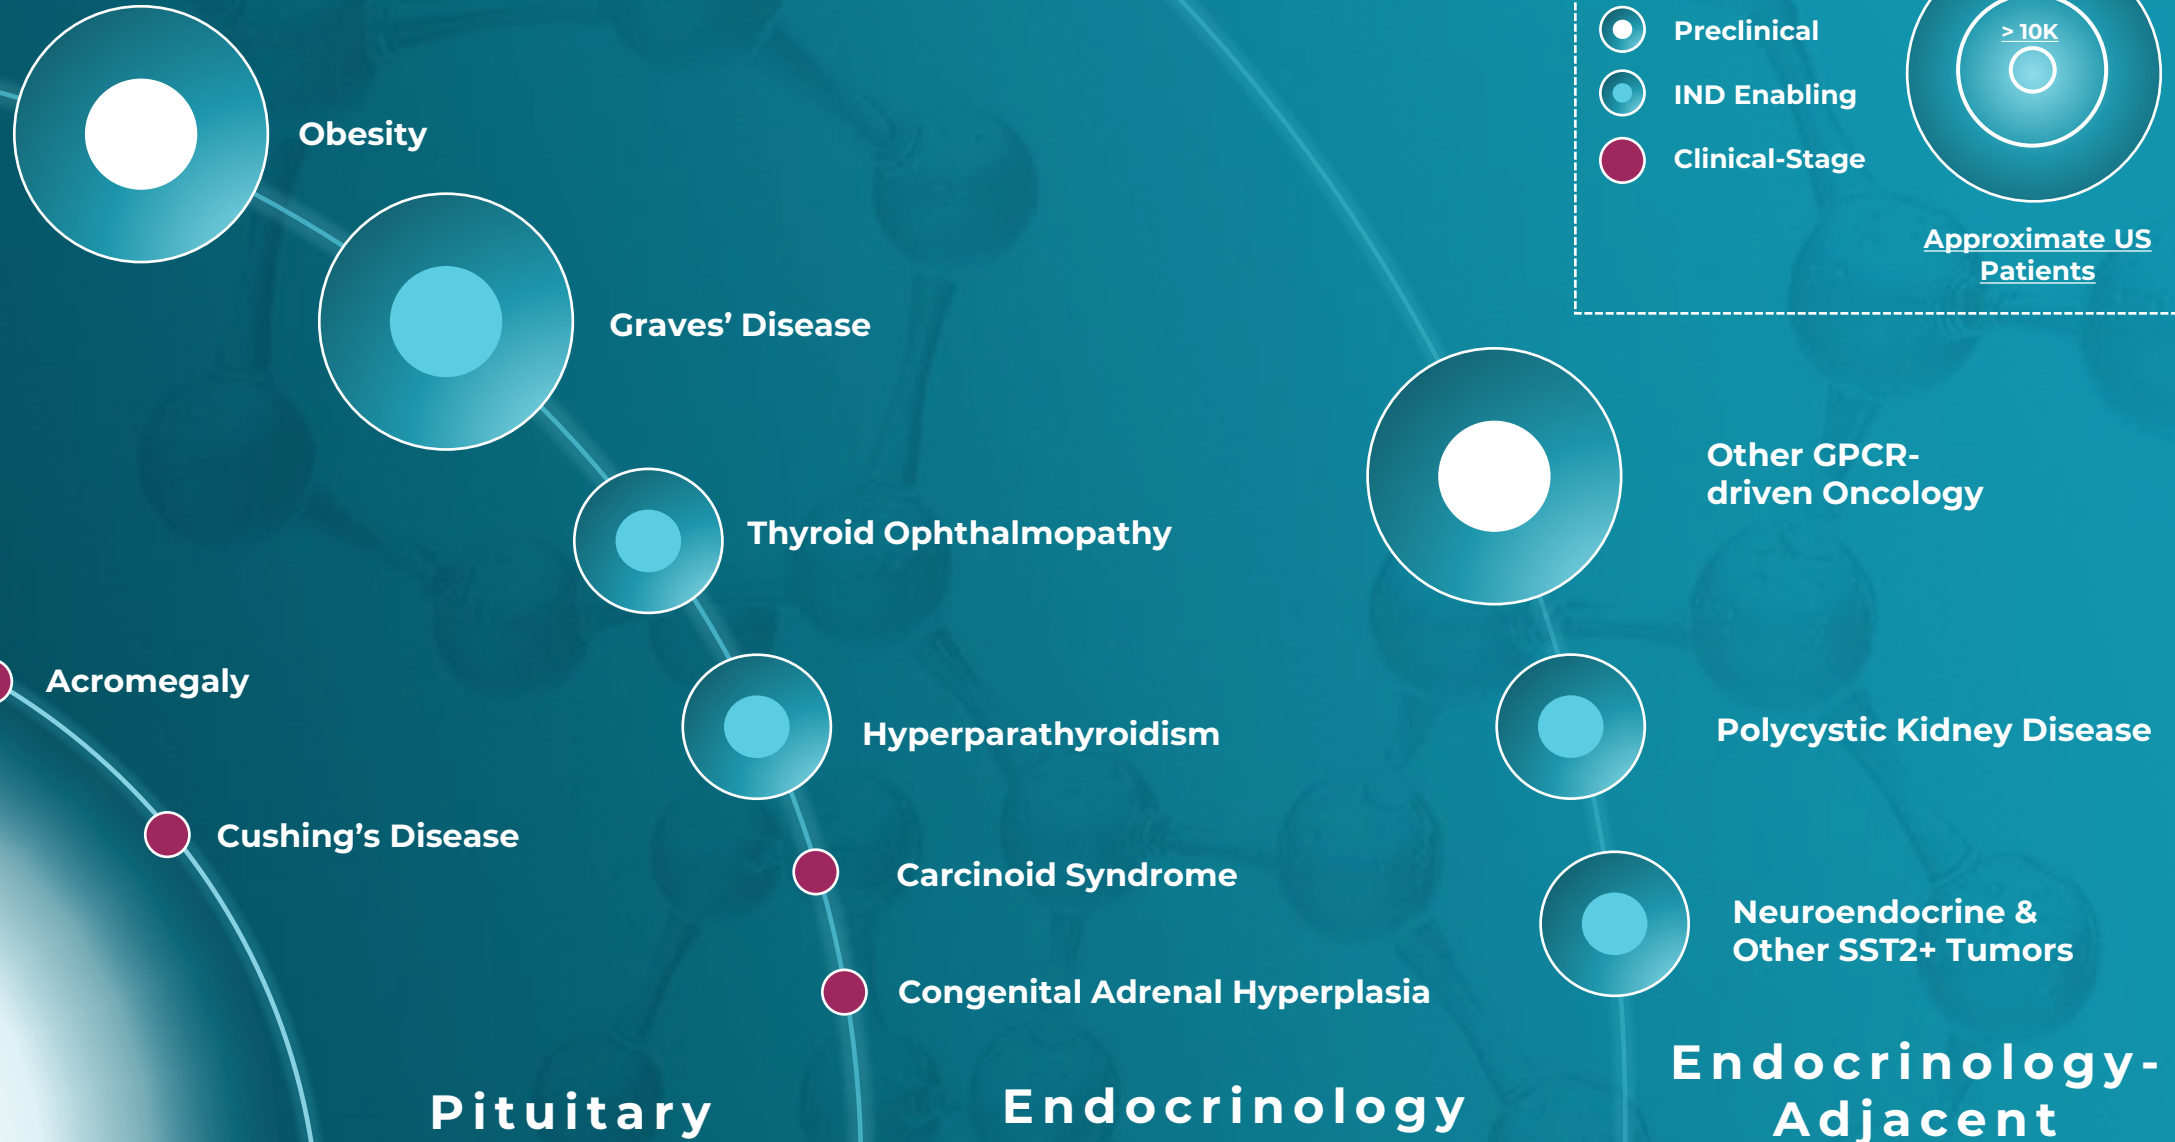 Preclinical
> 10K
IND Enabling
Clinical-Stage
Approximate US
Patients
Obesity
Graves’ Disease
Thyroid Ophthalmopathy
Hyperparathyroidism
Carcinoid Syndrome
Congenital Adrenal Hyperplasia
Acromegaly
Cushing’s Disease
Other GPCR-
driven Oncology
Polycystic Kidney Disease
Neuroendocrine &
Other SST2+ Tumors
Pituitary
Endocrinology
Endocrinology-
Adjacent